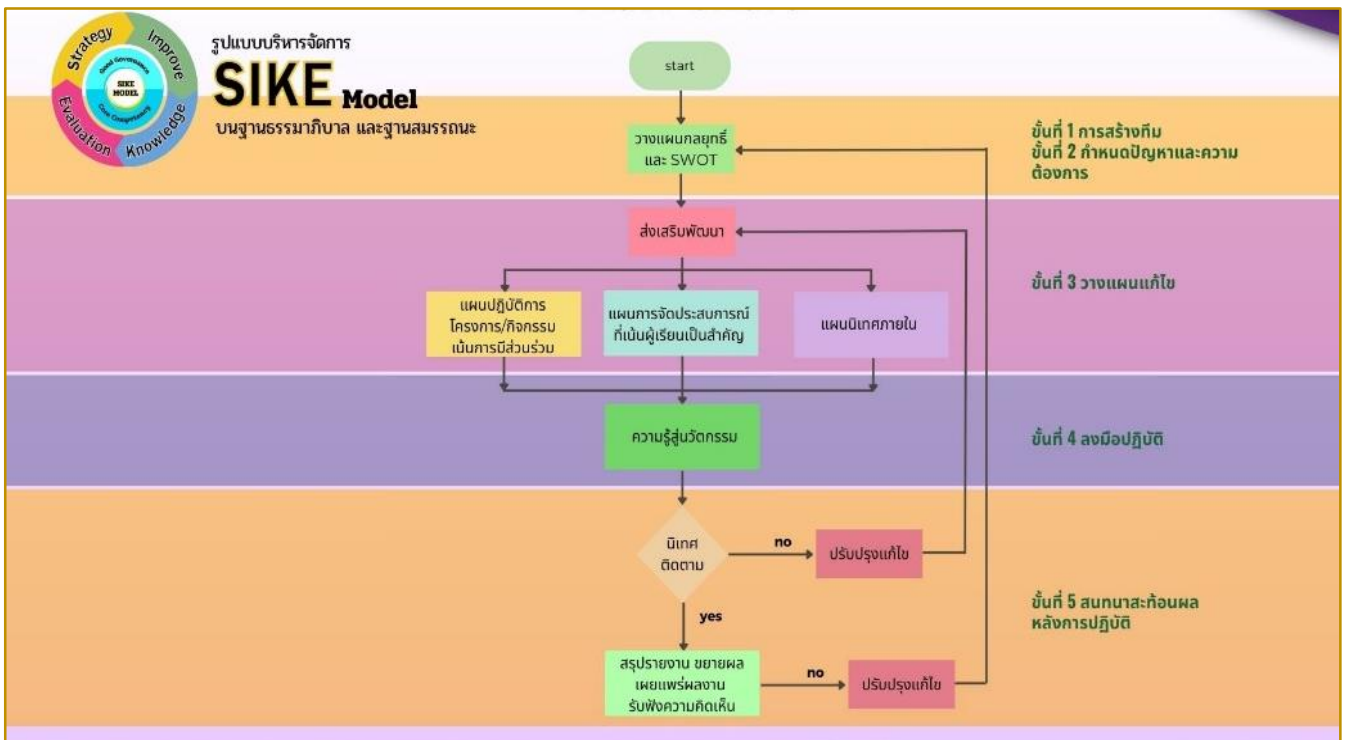 Strategy
Improve
Knowledge
Evaluation
Good Governance
SIKE
MODEL
Core Competency
รูปแบบบริหารจัดการ
SIKE Model
บนฐานธรรมาภิบาล และฐานสมรรถนะ
start
วางแผนกลยุทธ์
และ SWOT
ขั้นที่ 1 การสร้างทีม
ขั้นที่ 2 กำหนดปัญหาและความ
ต้องการ
ส่งเสริมพัฒนา
แผนปฏิบัติการ
โครงการ/กิจกรรม
เน้นการมีส่วนร่วม
แผนการจัดประสบการณ์
ที่เน้นผู้เรียนเป็นสำคัญ
แผนนิเทศภายใน
ขั้นที่ 3 วางแผนแก้ไข
ความรู้สู่นวัตกรรม
ขั้นที่ 4 ลงมือปฏิบัติ
นิเทศ
ติดตาม
no
ปรับปรุงแก้ไข
yes
ขั้นที่ 5 สนทนาสะท้อนผล
หลังการปฏิบัติ
สรุปรายงาน ขยายผล
เผยแพร่ผลงาน
รับฟังความคิดเห็น
no
ปรับปรุงแก้ไข